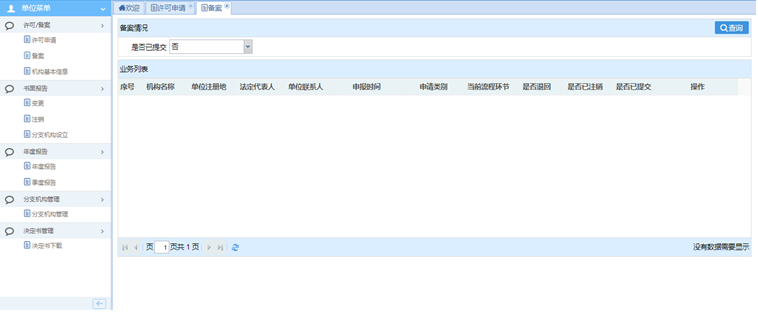 单位菜单
许可/备案
许可申请
备案
机构基本信息
书面报告
变更
注销
分支机构设立
年度报告
年度报告
季度报告
分支机构管理
分支机构管理
决定书管理
决定书下载
欢迎 许可申请 备案
备案情况 查询
是否已提交 否
业务列表
序号 机构名称 单位注册地 法定代表人 单位联系人 申报时间 申请类别 当前流程环节 是否退回 是否已注销 是否已提交 操作
页 1 页共 1 页 没有数据需要显示